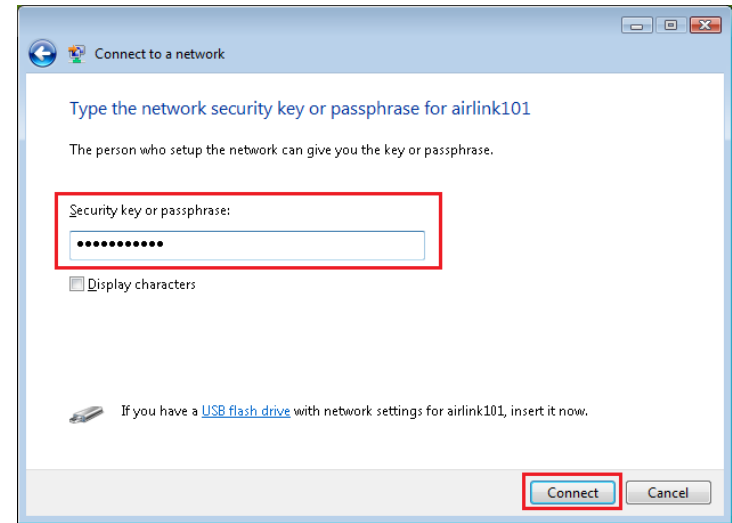 Connect to a network
Type the network security key or passphrase for airlink101
The person who setup the network can give you the key or passphrase.
Security key or passphrase:
●●●●●●●●●●●
Display characters
If you have a USB flash drive with network settings for airlink101, insert it now.
Connect Cancel